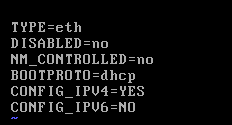 TYPE=eth
DISABLED=no
NM_CONTROLLED=no
BOOTPROTO=dhcp
CONFIG_IPV4=YES
CONFIG_IPV6=NO
~